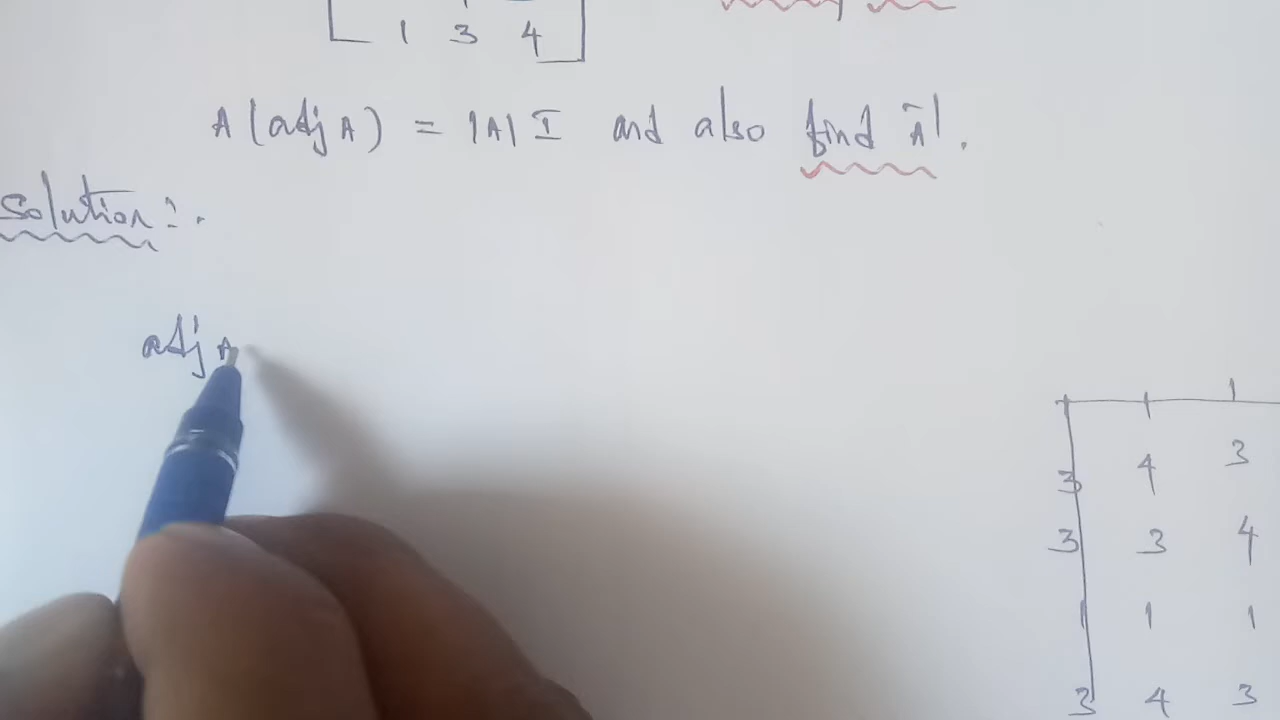 1 3 4
A (adj A) = |A| I and also find A⁻¹.
Solution :.
adj A
3 4 3
3 3 4
1 1 1
3 4 3